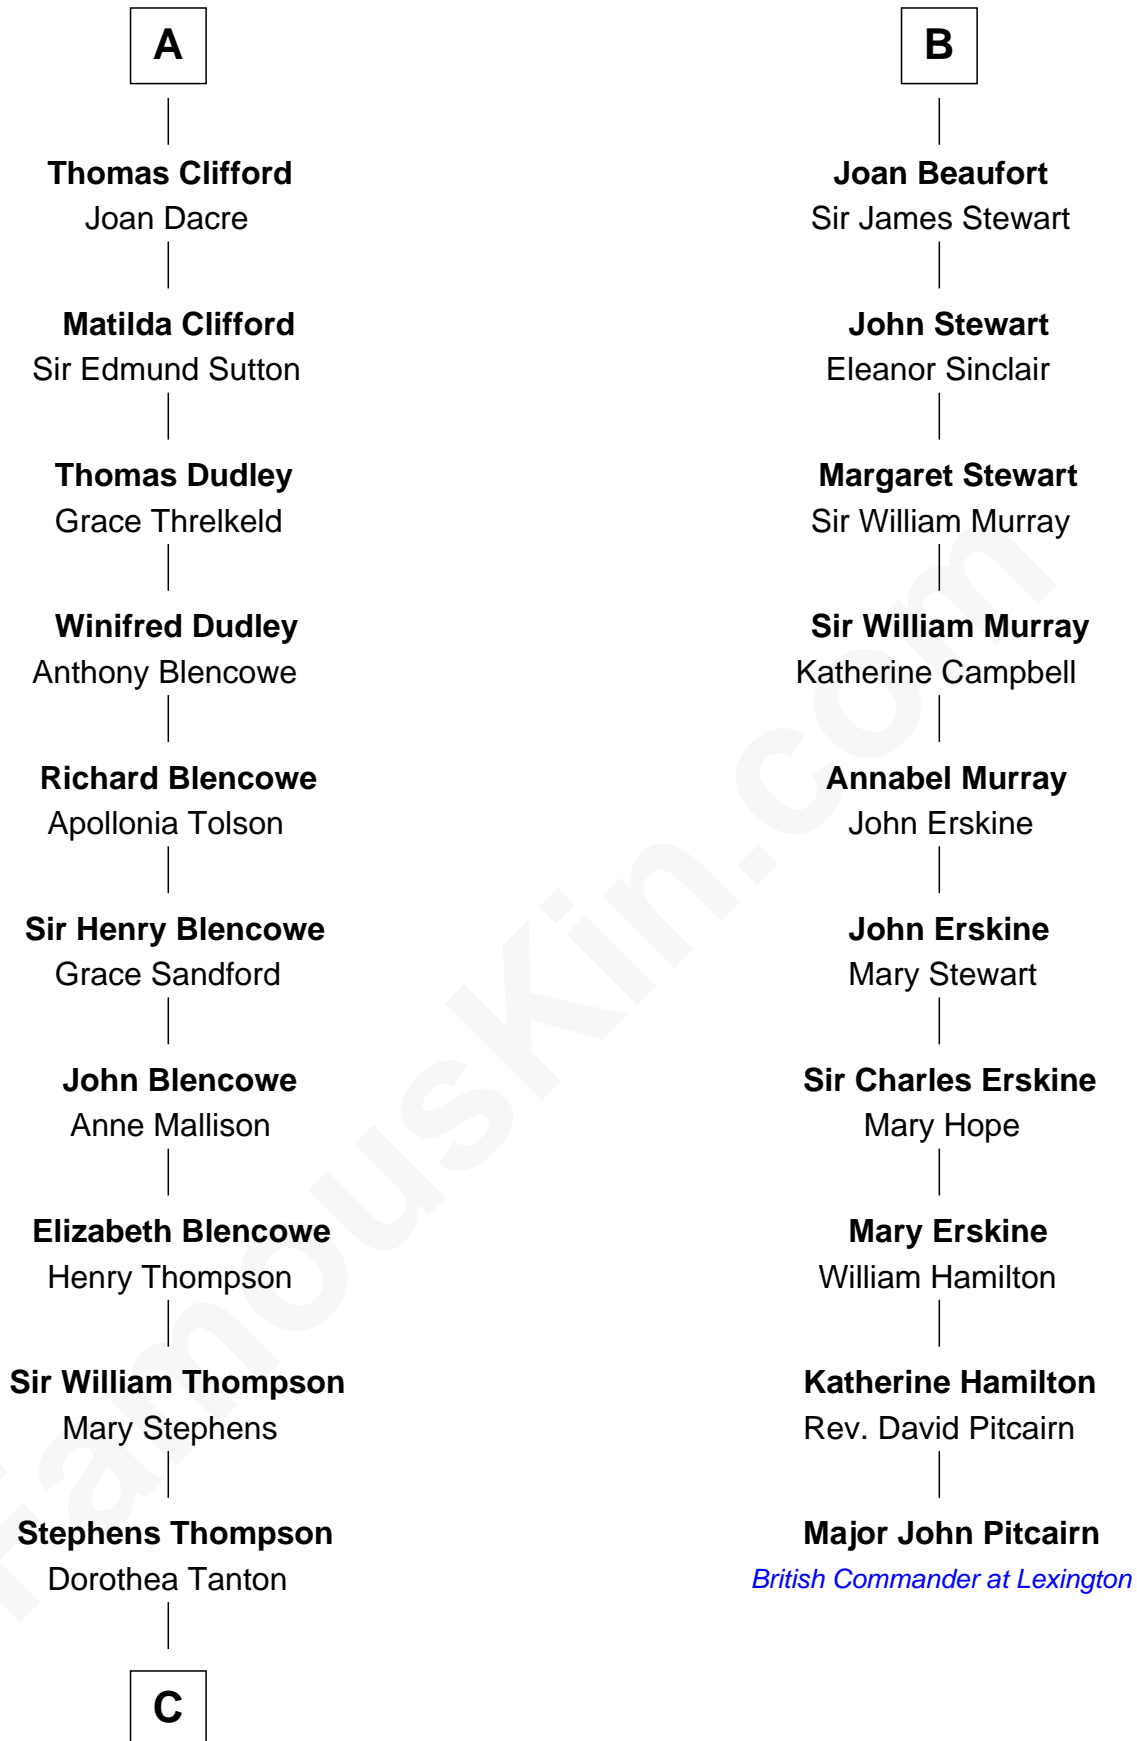 A
Thomas Clifford
Joan Dacre
Matilda Clifford
Sir Edmund Sutton
Thomas Dudley
Grace Threlkeld
Winifred Dudley
Anthony Blencowe
Richard Blencowe
Apollonia Tolson
Sir Henry Blencowe
Grace Sandford
John Blencowe
Anne Mallison
Elizabeth Blencowe
Henry Thompson
Sir William Thompson
Mary Stephens
Stephens Thompson
Dorothea Tanton
C
B
Joan Beaufort
Sir James Stewart
John Stewart
Eleanor Sinclair
Margaret Stewart
Sir William Murray
Sir William Murray
Katherine Campbell
Annabel Murray
John Erskine
John Erskine
Mary Stewart
Sir Charles Erskine
Mary Hope
Mary Erskine
William Hamilton
Katherine Hamilton
Rev. David Pitcairn
Major John Pitcairn
British Commander at Lexington
FamousKin.com